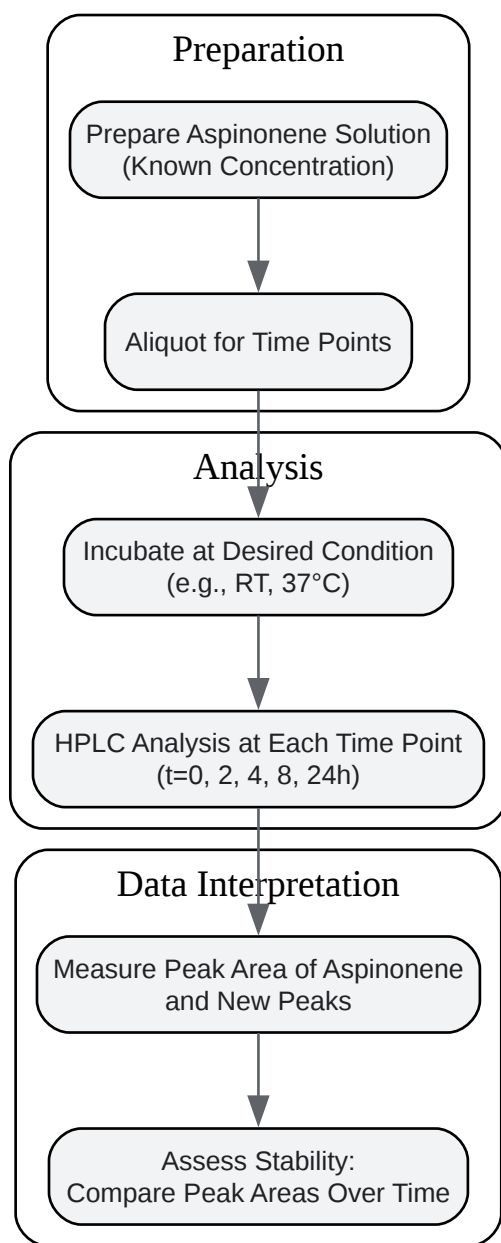 Preparation
Prepare Aspinonene Solution
(Known Concentration)
Aliquot for Time Points
Analysis
Incubate at Desired Condition
(e.g., RT, 37°C)
HPLC Analysis at Each Time Point
(t=0, 2, 4, 8, 24h)
Data Interpretation
Measure Peak Area of Aspinonene
and New Peaks
Assess Stability:
Compare Peak Areas Over Time